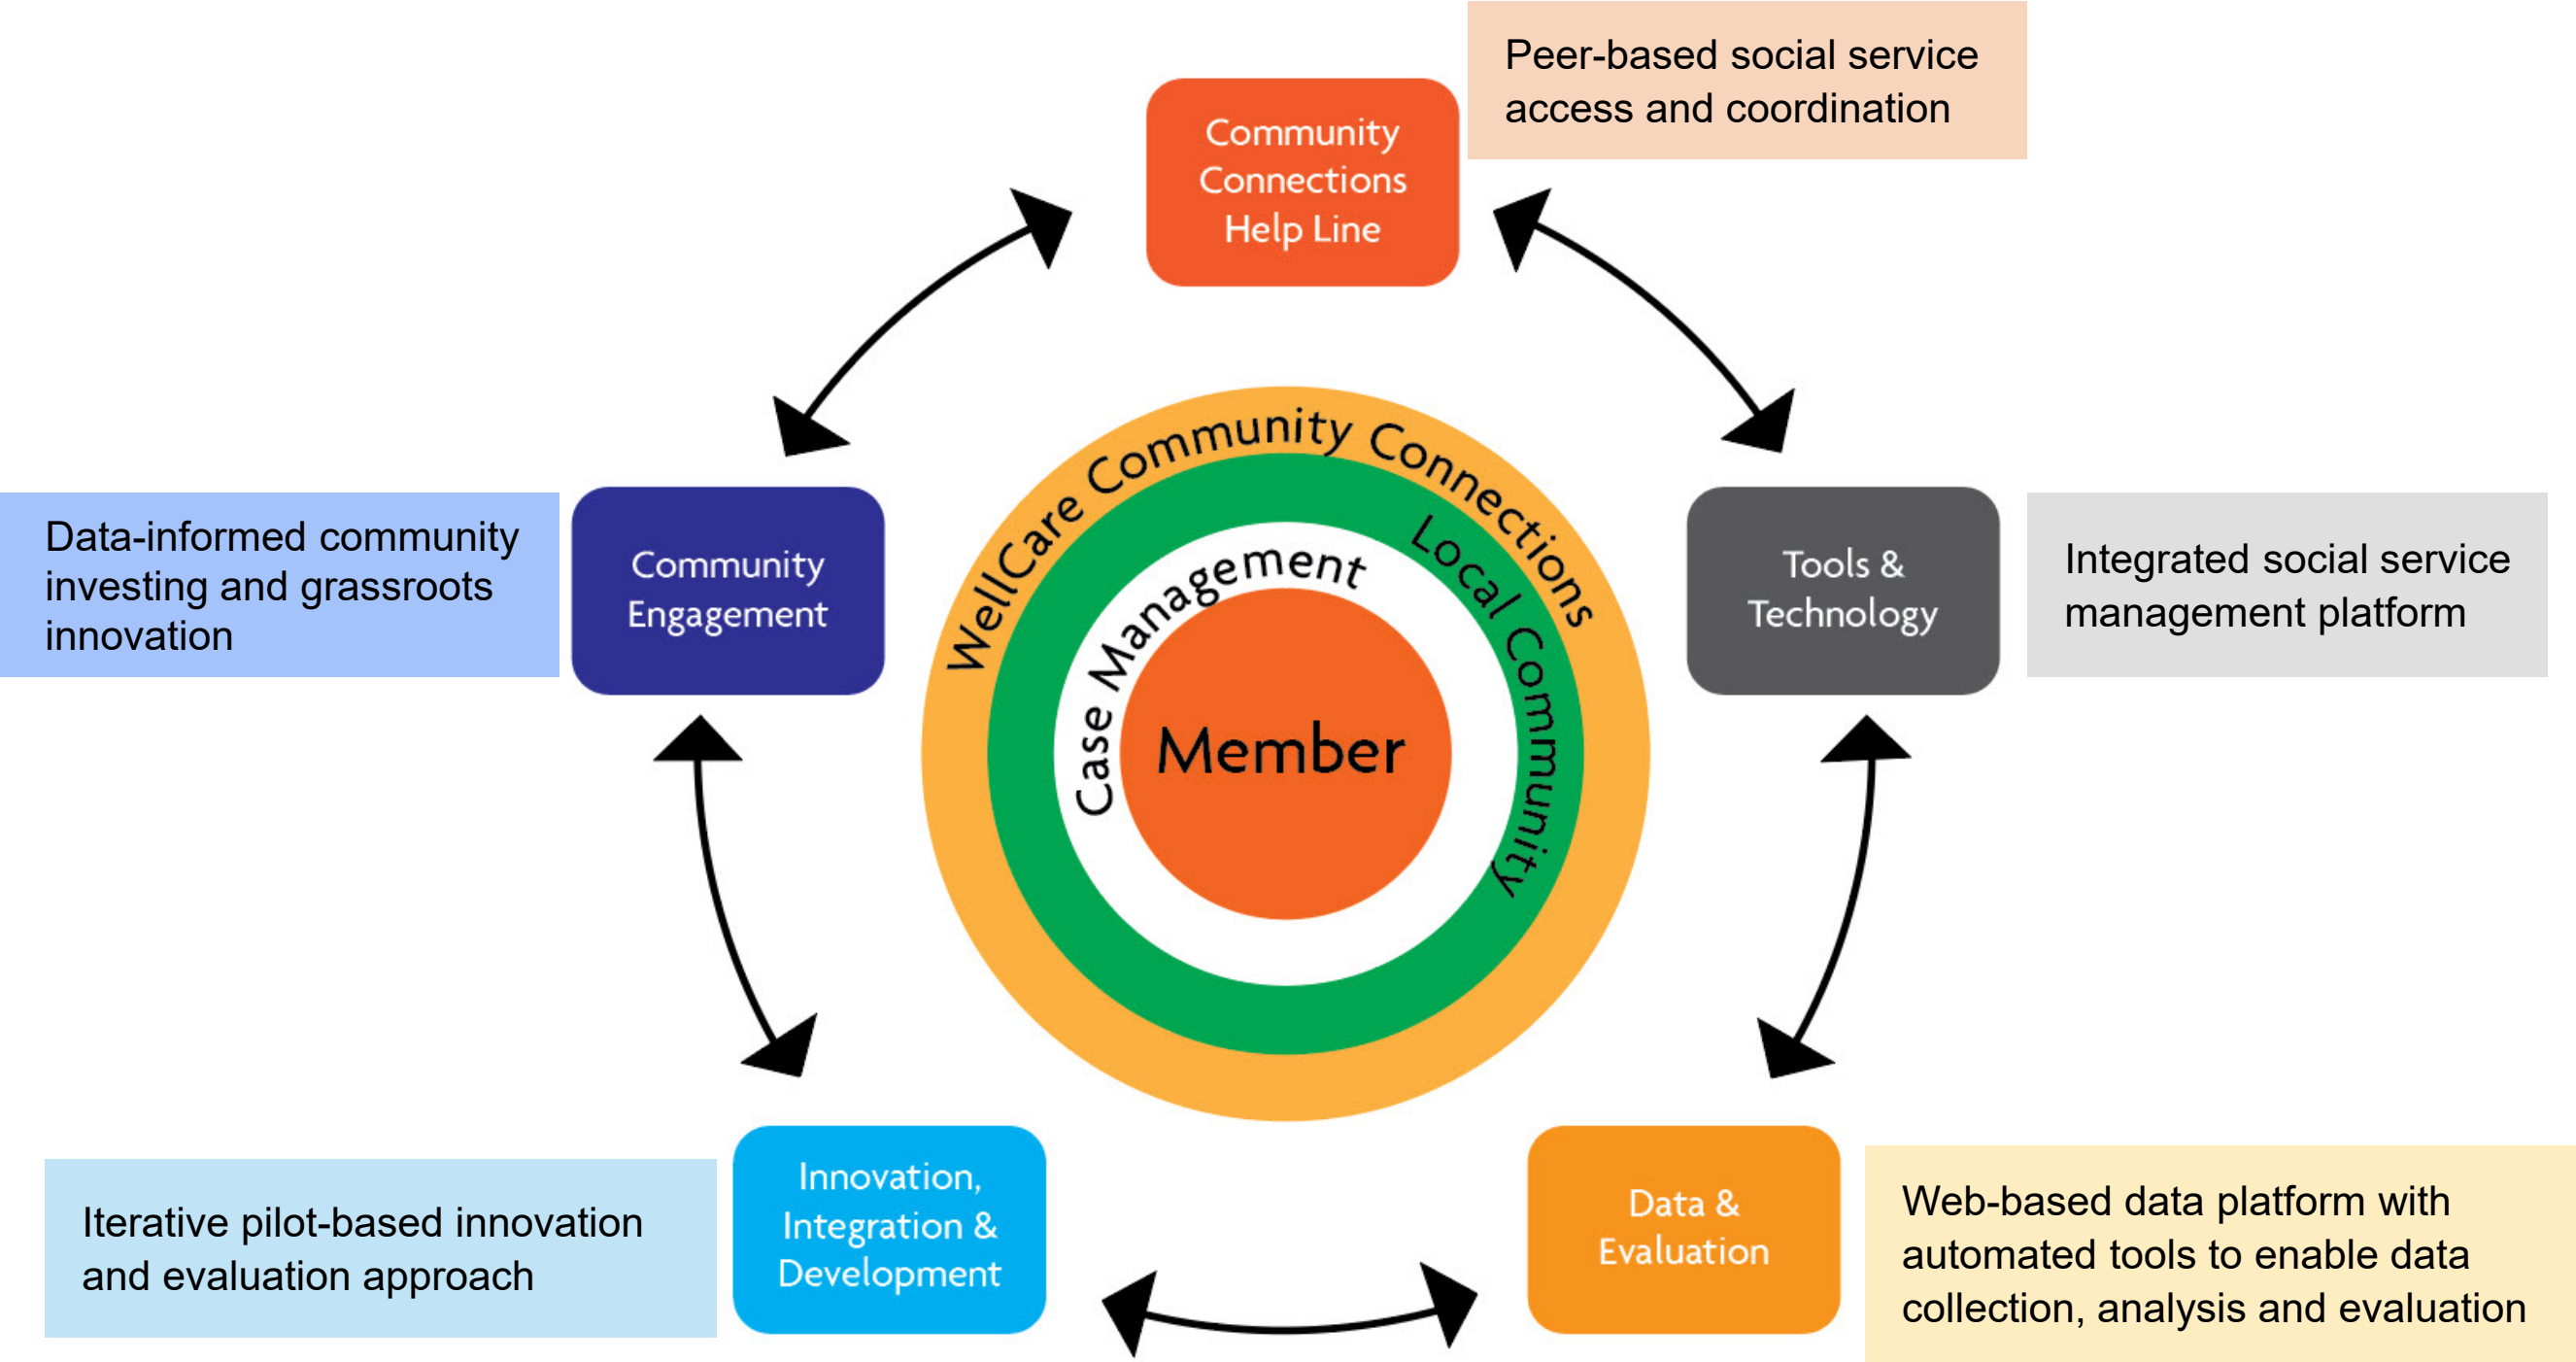 Peer-based social service
access and coordination
Community
Connections
Help Line
WellCare Community Connections
Local Community
Case Management
Member
Data-informed community
investing and grassroots
innovation
Community
Engagement
Tools &
Technology
Integrated social service
management platform
Iterative pilot-based innovation
and evaluation approach
Innovation,
Integration &
Development
Data &
Evaluation
Web-based data platform with
automated tools to enable data
collection, analysis and evaluation